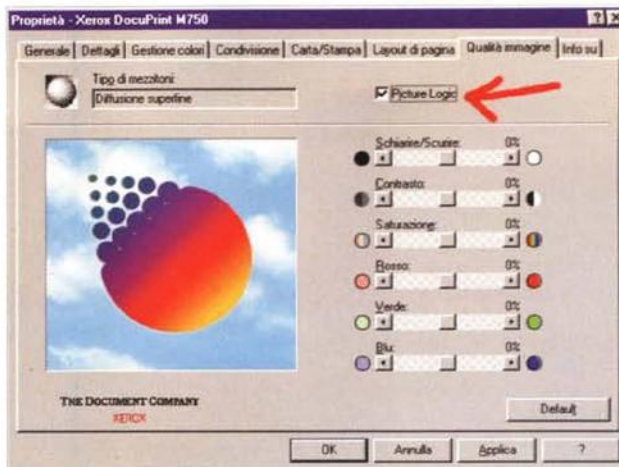 Proprietà - Xerox DocuPrint M750
? x
Generale Dettagli Gestione colori Condivisione Carta/Stampa Layout di pagina Qualità immagine Info su
Tipo di mezzitoni:
Diffusione superfine
Picture Logic
Schiarire/Scurire: 0%
Contrasto: 0%
Saturazione: 0%
Rosso: 0%
Verde: 0%
Blu: 0%
THE DOCUMENT COMPANY
XEROX
Default
OK Annulla Applica ?